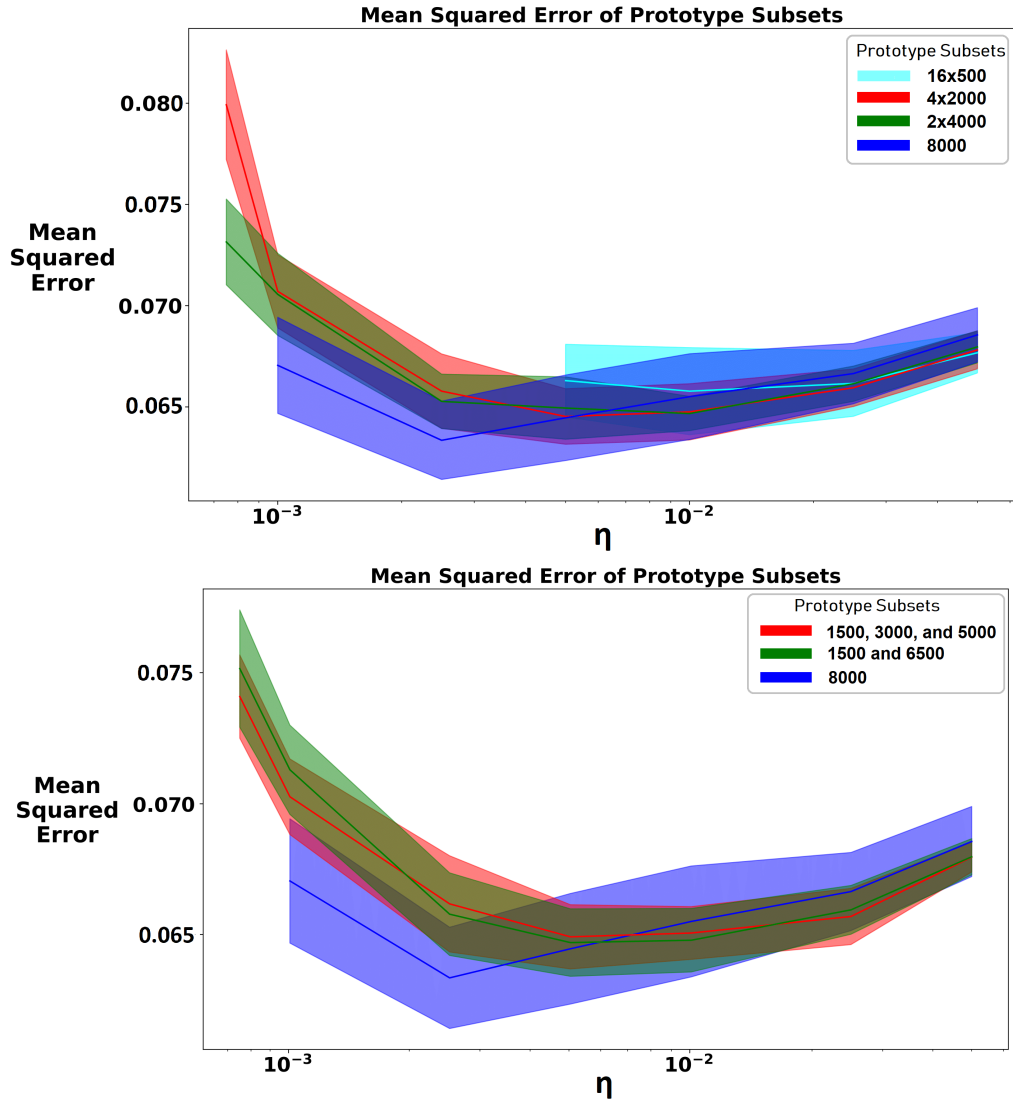 Mean Squared Error of Prototype Subsets
Prototype Subsets
16x500
4x2000
2x4000
8000
0.080
0.075
0.070
0.065
Mean
Squared
Error
10⁻³
10⁻²
η
Mean Squared Error of Prototype Subsets
Prototype Subsets
1500, 3000, and 5000
1500 and 6500
8000
0.075
0.070
0.065
Mean
Squared
Error
10⁻³
10⁻²
η